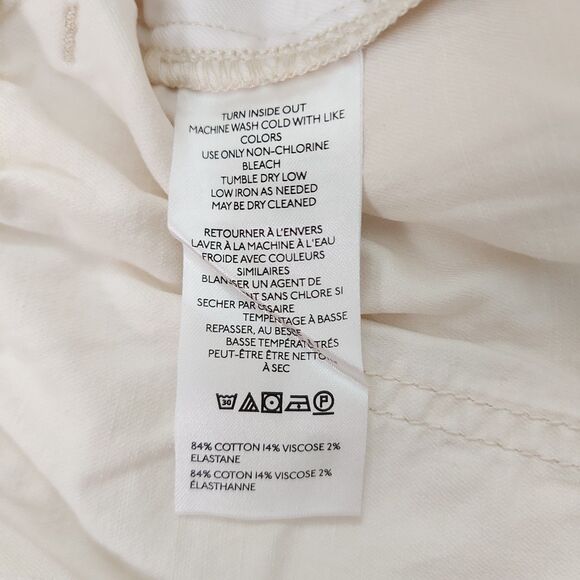 TURN INSIDE OUT
MACHINE WASH COLD WITH LIKE
COLORS
USE ONLY NON-CHLORINE
BLEACH
TUMBLE DRY LOW
LOW IRON AS NEEDED
MAY BE DRY CLEANED
RETOURNER À L'ENVERS
LAVER À LA MACHINE À L'EAU
FROIDE AVEC COULEURS
SIMILAIRES
UN AGENT DE
SANS CHLORE SI
SECHER
TEMPENTAGE À BASSE
REPASSER, AU
BASSE
PEUT-ÊTRE ÊTRE
À SEC
30
P
84% COTTON 14% VISCOSE 2%
ELASTANE
84% COTON 14% VISCOSE 2%
ÉLASTHANNE